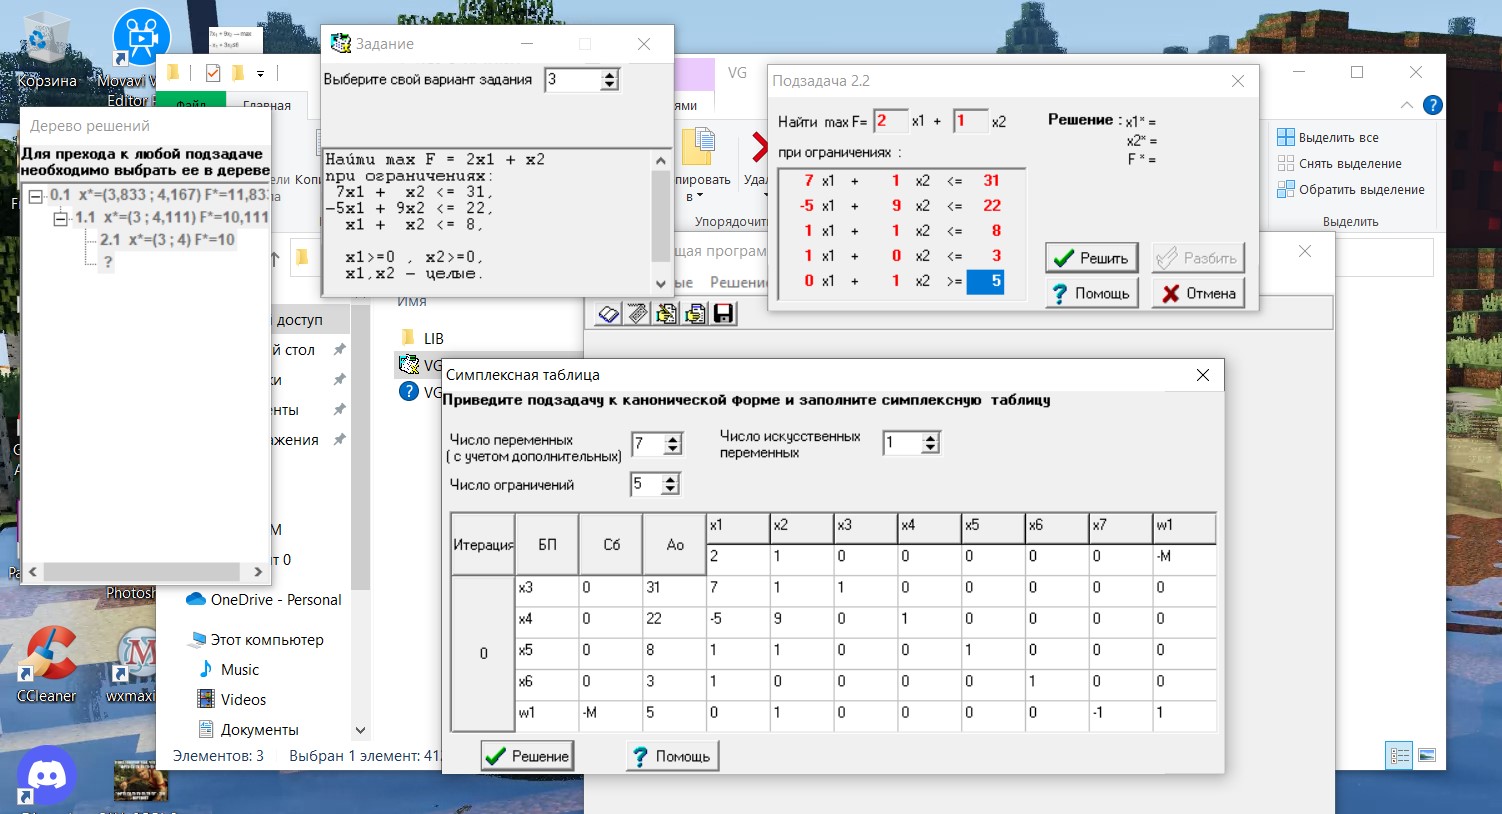 Корзина
Movavi V
Editor
7x₁ + 9x₂ → max
- x₁ + 3x₂≤6
Файл
Главная
Задание
Выберите свой вариант задания 3
Найти max F = 2x1 + x2
при ограничениях:
7x1 + x2 <= 31,
-5x1 + 9x2 <= 22,
x1 + x2 <= 8,
x1>=0 , x2>=0,
x1,x2 - целые.
Дерево решений
Для прехода к любой подзадаче
необходимо выбрать ее в дереве
0.1 x*=(3,833 ; 4,167) F*=11,83
1.1 x*=(3 ; 4,111) F*=10,111
2.1 x*=(3 ; 4) F*=10
?
VG
ями
Подзадача 2.2
Найти max F= 2 x1 + 1 x2
при ограничениях :
7 x1 + 1 x2 <= 31
-5 x1 + 9 x2 <= 22
1 x1 + 1 x2 <= 8
1 x1 + 0 x2 <= 3
0 x1 + 1 x2 >= 5
Решение : x1* =
x2* =
F * =
Решить
Разбить
Помощь
Отмена
Выделить все
Снять выделение
Обратить выделение
Выделить
ировать
в
Удал
Упорядочить
щая програм
ые Решение
Имя
LIB
VG
VG
доступ
й стол
ки
нты
ажения
М
т 0
OneDrive - Personal
Этот компьютер
Music
Videos
Документы
Элементов: 3 Выбран 1 элемент: 41
Photosh
CCleaner
wxmaxi
Симплексная таблица
Приведите подзадачу к канонической форме и заполните симплексную таблицу
Число переменных
( с учетом дополнительных) 7
Число искусственных
переменных 1
Число ограничений 5
Итерация БП Сб Ао x1 x2 x3 x4 x5 x6 x7 w1
2 1 0 0 0 0 0 -M
0
x3 0 31 7 1 1 0 0 0 0 0
x4 0 22 -5 9 0 1 0 0 0 0
x5 0 8 1 1 0 0 1 0 0 0
x6 0 3 1 0 0 0 0 1 0 0
w1 -M 5 0 1 0 0 0 0 -1 1
Решение
Помощь